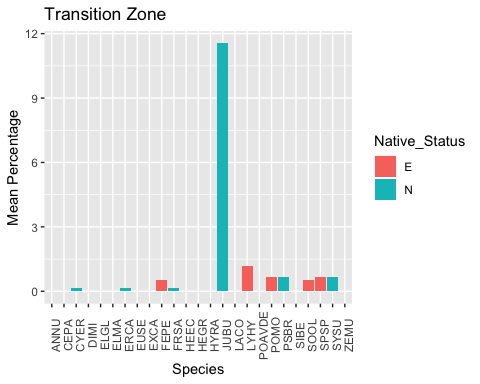 Transition Zone
12
9
6
3
0
Mean Percentage
ANNU
CEPA
CYER
DIMI
ELGL
ELMA
ERCA
EUSE
EXCA
FEPE
FRSA
HEEC
HEGR
HYRA
JUBU
LACO
LYHY
POAVDE
POMO
PSBR
SIBE
SOOL
SPSP
SYSU
ZEMU
Species
Native_Status
E
N